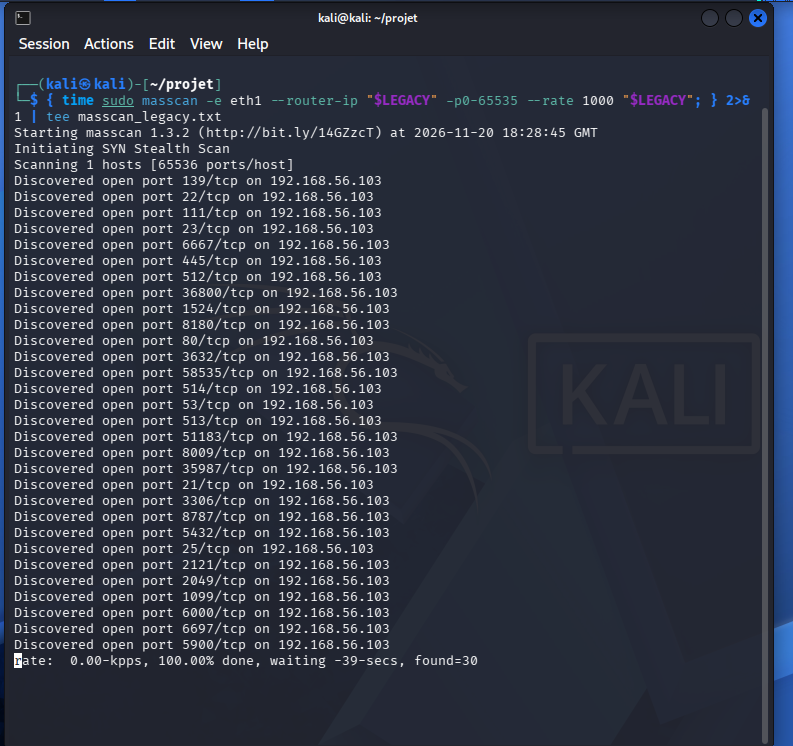 kali@kali: ~/projet
Session Actions Edit View Help
┌──(kali㉿kali)-[~/projet]
└─$ { time sudo masscan -e eth1 --router-ip "$LEGACY" -p0-65535 --rate 1000 "$LEGACY"; } 2>&
1 | tee masscan_legacy.txt
Starting masscan 1.3.2 (http://bit.ly/14GZzcT) at 2026-11-20 18:28:45 GMT
Initiating SYN Stealth Scan
Scanning 1 hosts [65536 ports/host]
Discovered open port 139/tcp on 192.168.56.103
Discovered open port 22/tcp on 192.168.56.103
Discovered open port 111/tcp on 192.168.56.103
Discovered open port 23/tcp on 192.168.56.103
Discovered open port 6667/tcp on 192.168.56.103
Discovered open port 445/tcp on 192.168.56.103
Discovered open port 512/tcp on 192.168.56.103
Discovered open port 36800/tcp on 192.168.56.103
Discovered open port 1524/tcp on 192.168.56.103
Discovered open port 8180/tcp on 192.168.56.103
Discovered open port 80/tcp on 192.168.56.103
Discovered open port 3632/tcp on 192.168.56.103
Discovered open port 58535/tcp on 192.168.56.103
Discovered open port 514/tcp on 192.168.56.103
Discovered open port 53/tcp on 192.168.56.103
Discovered open port 513/tcp on 192.168.56.103
Discovered open port 51183/tcp on 192.168.56.103
Discovered open port 8009/tcp on 192.168.56.103
Discovered open port 35987/tcp on 192.168.56.103
Discovered open port 21/tcp on 192.168.56.103
Discovered open port 3306/tcp on 192.168.56.103
Discovered open port 8787/tcp on 192.168.56.103
Discovered open port 5432/tcp on 192.168.56.103
Discovered open port 25/tcp on 192.168.56.103
Discovered open port 2121/tcp on 192.168.56.103
Discovered open port 2049/tcp on 192.168.56.103
Discovered open port 1099/tcp on 192.168.56.103
Discovered open port 6000/tcp on 192.168.56.103
Discovered open port 6697/tcp on 192.168.56.103
Discovered open port 5900/tcp on 192.168.56.103
rate:  0.00-kpps, 100.00% done, waiting -39-secs, found=30
KALI